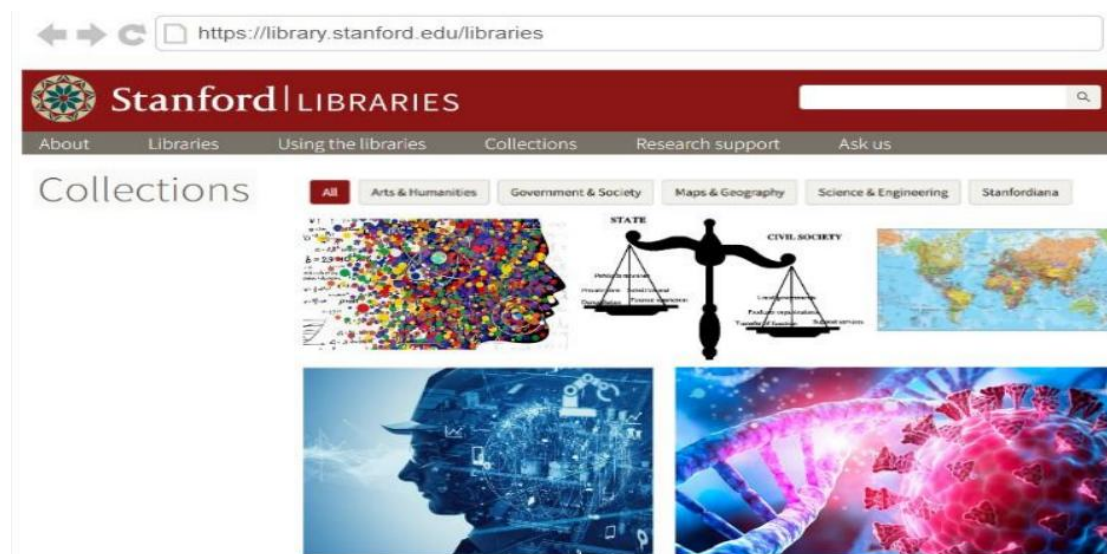 https://library.stanford.edu/libraries
Stanford LIBRARIES
About Libraries Using the libraries Collections Research support Ask us
Collections
All Arts & Humanities Government & Society Maps & Geography Science & Engineering Stanfordiana
STATE
CIVIL SOCIETY